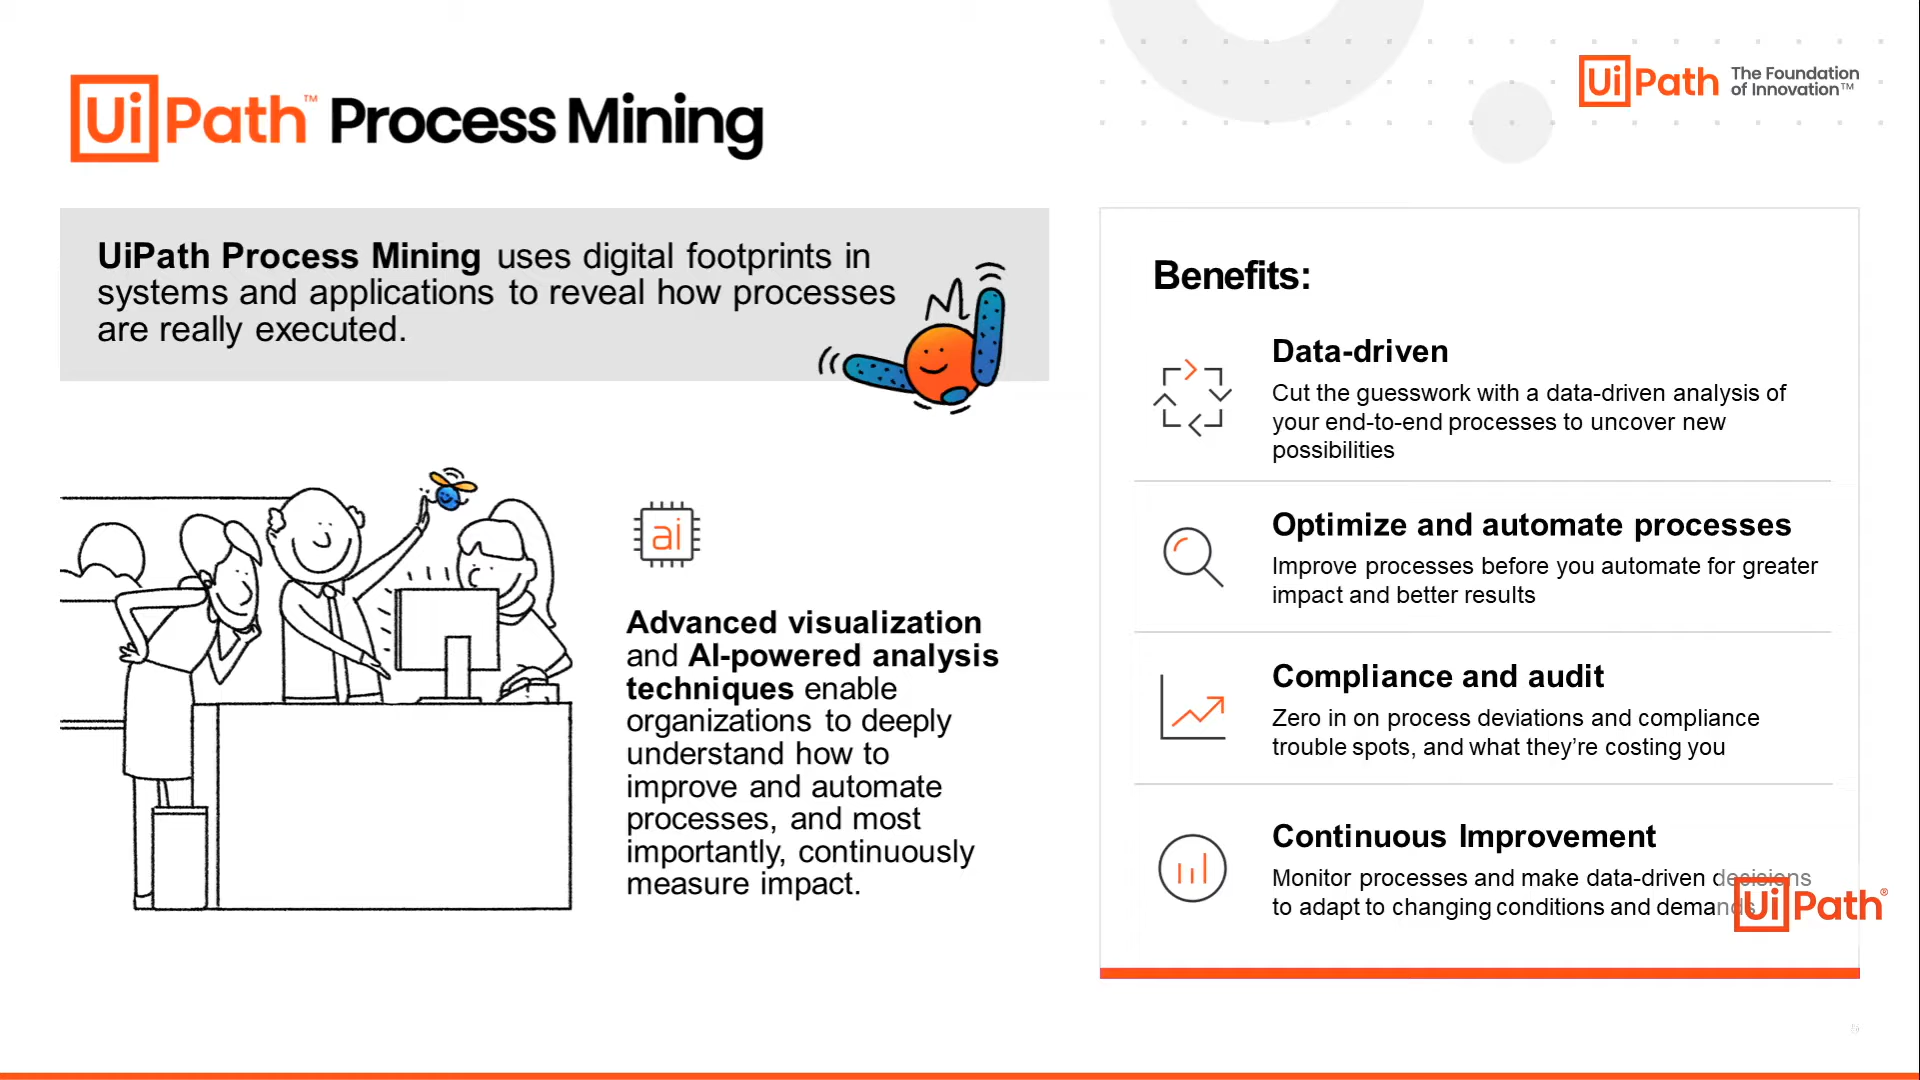 UiPath™ Process Mining
UiPath The Foundation
of Innovation™
UiPath Process Mining uses digital footprints in
systems and applications to reveal how processes
are really executed.
ai
Advanced visualization
and AI-powered analysis
techniques enable
organizations to deeply
understand how to
improve and automate
processes, and most
importantly, continuously
measure impact.
Benefits:
Data-driven
Cut the guesswork with a data-driven analysis of
your end-to-end processes to uncover new
possibilities
Optimize and automate processes
Improve processes before you automate for greater
impact and better results
Compliance and audit
Zero in on process deviations and compliance
trouble spots, and what they’re costing you
Continuous Improvement
Monitor processes and make data-driven decisions
to adapt to changing conditions and demands
UiPath®